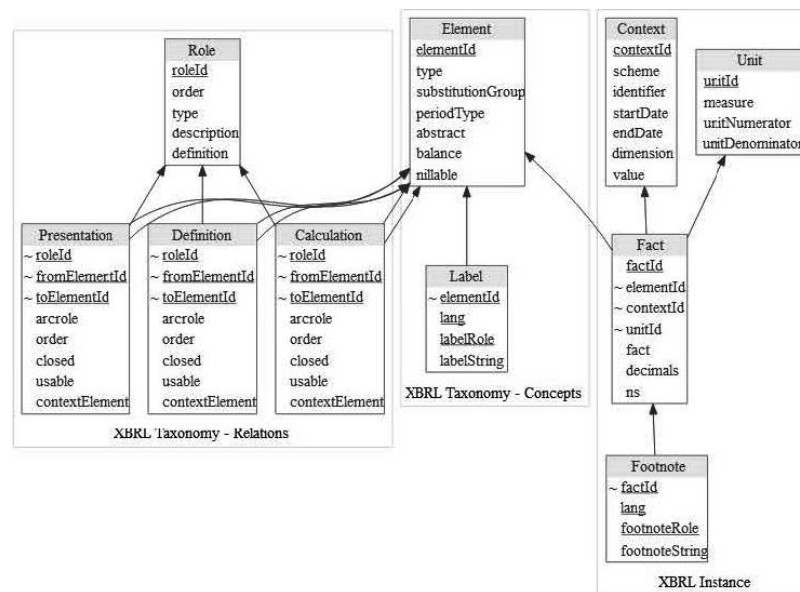 Role
roleId
order
type
description
definition
Presentation
~ roleId
~ fromElementId
~ toElementId
arcrole
order
closed
usable
contextElement
Definition
~ roleId
~ fromElementId
~ toElementId
arcrole
order
closed
usable
contextElement
Calculation
~ roleId
~ fromElementId
~ toElementId
arcrole
order
closed
usable
contextElement
XBRL Taxonomy - Relations
Element
elementId
type
substitutionGroup
periodType
abstract
balance
nillable
Label
~ elementId
lang
labelRole
labelString
XBRL Taxonomy - Concepts
Context
contextId
scheme
identifier
startDate
endDate
dimension
value
Unit
unitId
measure
unitNumerator
unitDenominator
Fact
factId
~ elementId
~ contextId
~ unitId
fact
decimals
ns
Footnote
~ factId
lang
footnoteRole
footnoteString
XBRL Instance